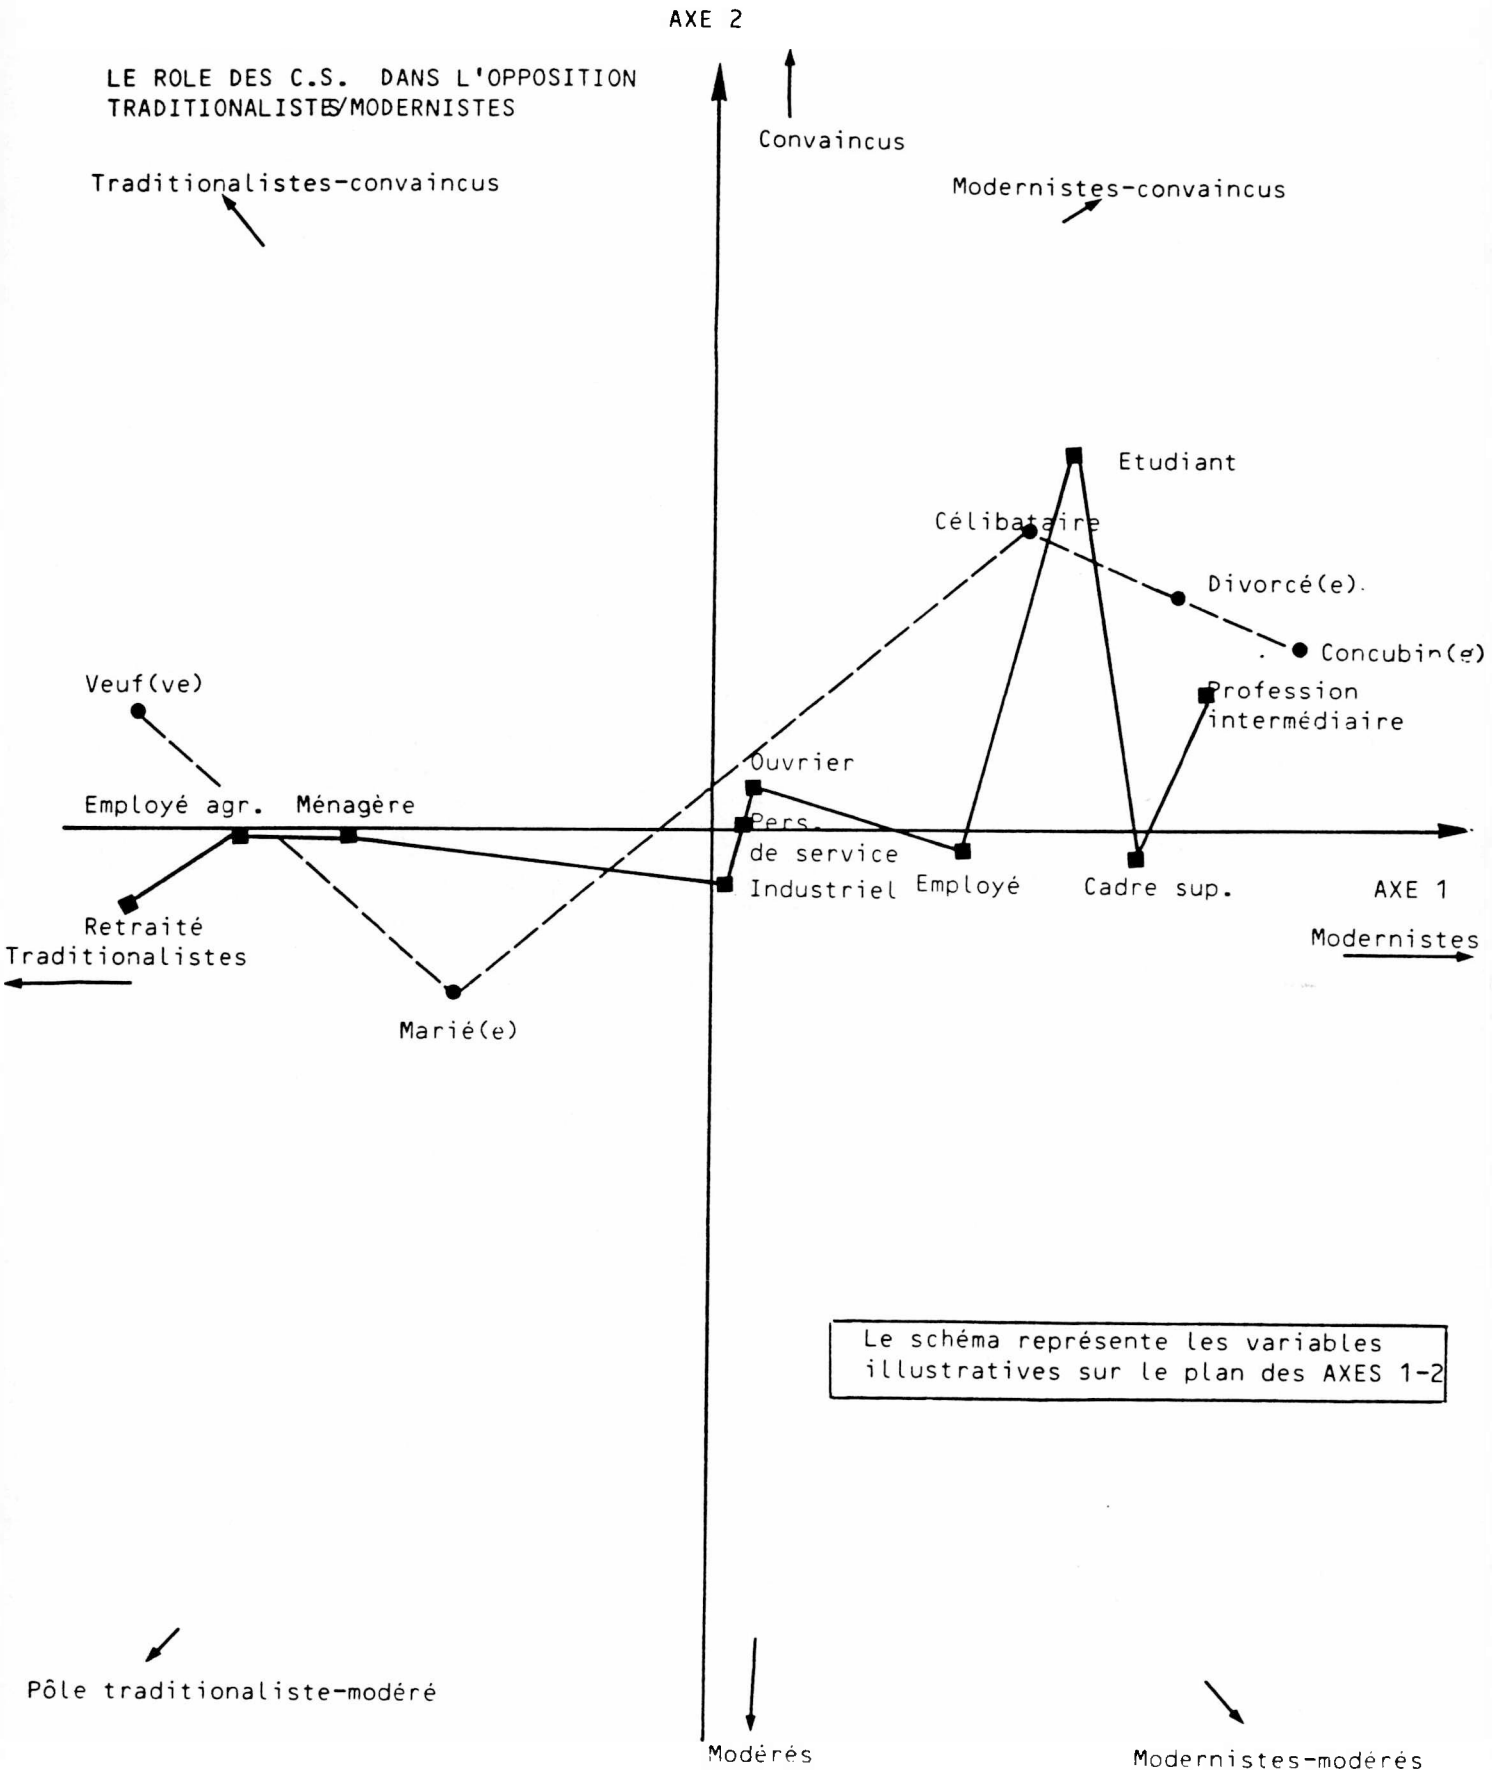 AXE 2
LE ROLE DES C.S. DANS L'OPPOSITION
TRADITIONALISTES/MODERNISTES
Convaincus
Traditionalistes-convaincus
Modernistes-convaincus
Etudiant
Célibataire
Divorcé(e).
Concubin(e)
Veuf(ve)
Profession
intermédiaire
Ouvrier
Employé agr.
Ménagère
Pers.
de service
Industriel
Employé
Cadre sup.
AXE 1
Retraité
Traditionalistes
Modernistes
Marié(e)
Le schéma représente les variables
illustratives sur le plan des AXES 1-2
Pôle traditionaliste-modéré
Modérés
Modernistes-modérés